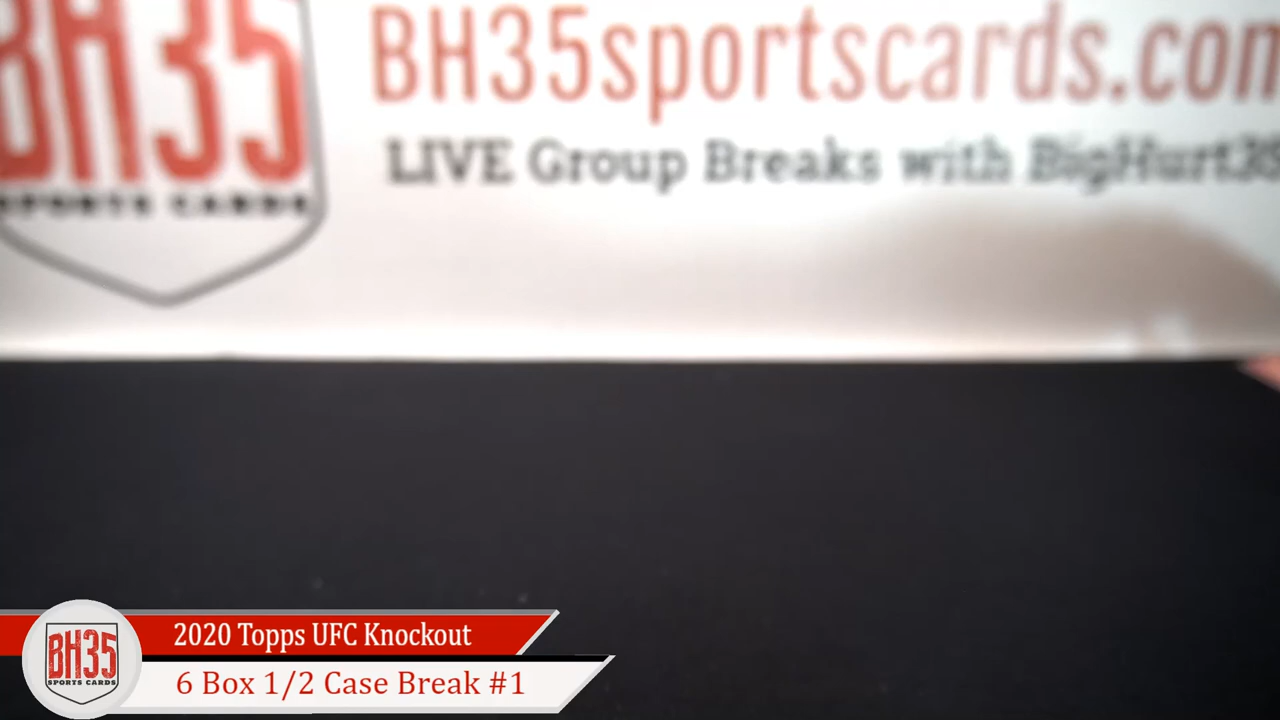 BH35
SPORTS CARDS
BH35sportscards.com
LIVE Group Breaks with BigHurt35
2020 Topps UFC Knockout
6 Box 1/2 Case Break #1
BH35
SPORTS CARDS